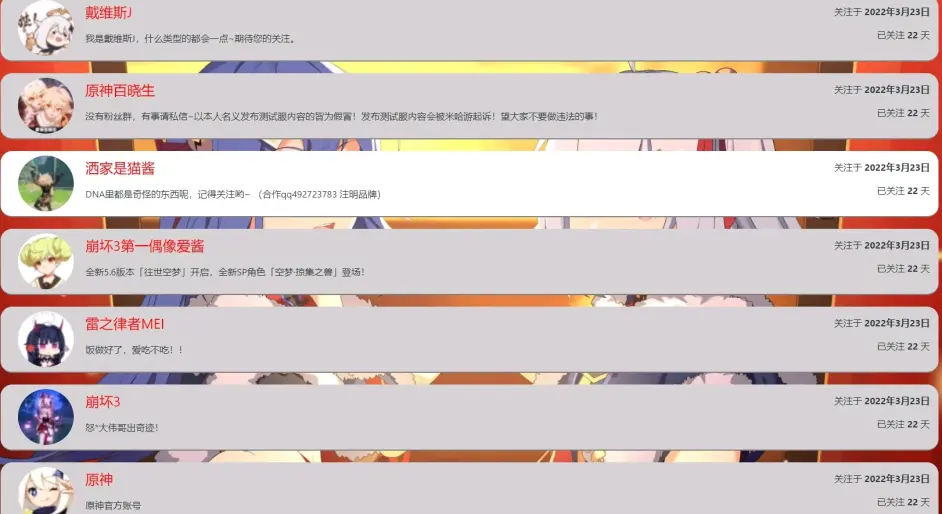 戴维斯J
关注于 2022年3月23日
我是戴维斯J，什么类型的都会一点~期待您的关注。
已关注 22 天
原神百晓生
关注于 2022年3月23日
没有粉丝群，有事请私信~以本人名义发布测试服内容的皆为假冒！发布测试服内容会被米哈游起诉！望大家不要做违法的事！
已关注 22 天
洒家是猫酱
关注于 2022年3月23日
DNA里都是奇怪的东西呢，记得关注哟~ （合作qq492723783 注明品牌）
已关注 22 天
崩坏3第一偶像爱酱
关注于 2022年3月23日
全新5.6版本「往世空梦」开启，全新SP角色「空梦·掠集之兽」登场！
已关注 22 天
雷之律者MEI
关注于 2022年3月23日
饭做好了，爱吃不吃！！
已关注 22 天
崩坏3
关注于 2022年3月23日
怒^大伟哥出奇迹！
已关注 22 天
原神
关注于 2022年3月23日
原神官方账号
已关注 22 天